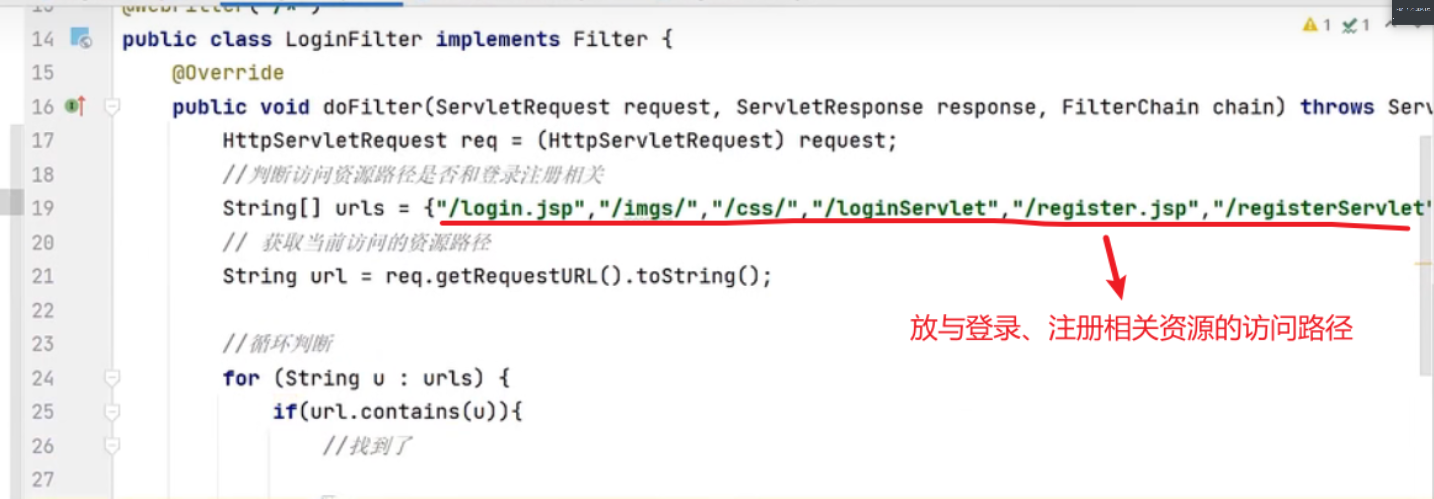 13 @WebFilter("/*")
14 public class LoginFilter implements Filter {
⚠ 1 1
15 @Override
16 public void doFilter(ServletRequest request, ServletResponse response, FilterChain chain) throws Serv
17 HttpServletRequest req = (HttpServletRequest) request;
18 //判断访问资源路径是否和登录注册相关
19 String[] urls = {"/login.jsp","/imgs/","/css/","/loginServlet","/register.jsp","/registerServlet"
20 // 获取当前访问的资源路径
21 String url = req.getRequestURL().toString();
22
放与登录、注册相关资源的访问路径
23 //循环判断
24 for (String u : urls) {
25 if(url.contains(u)){
26 //找到了
27